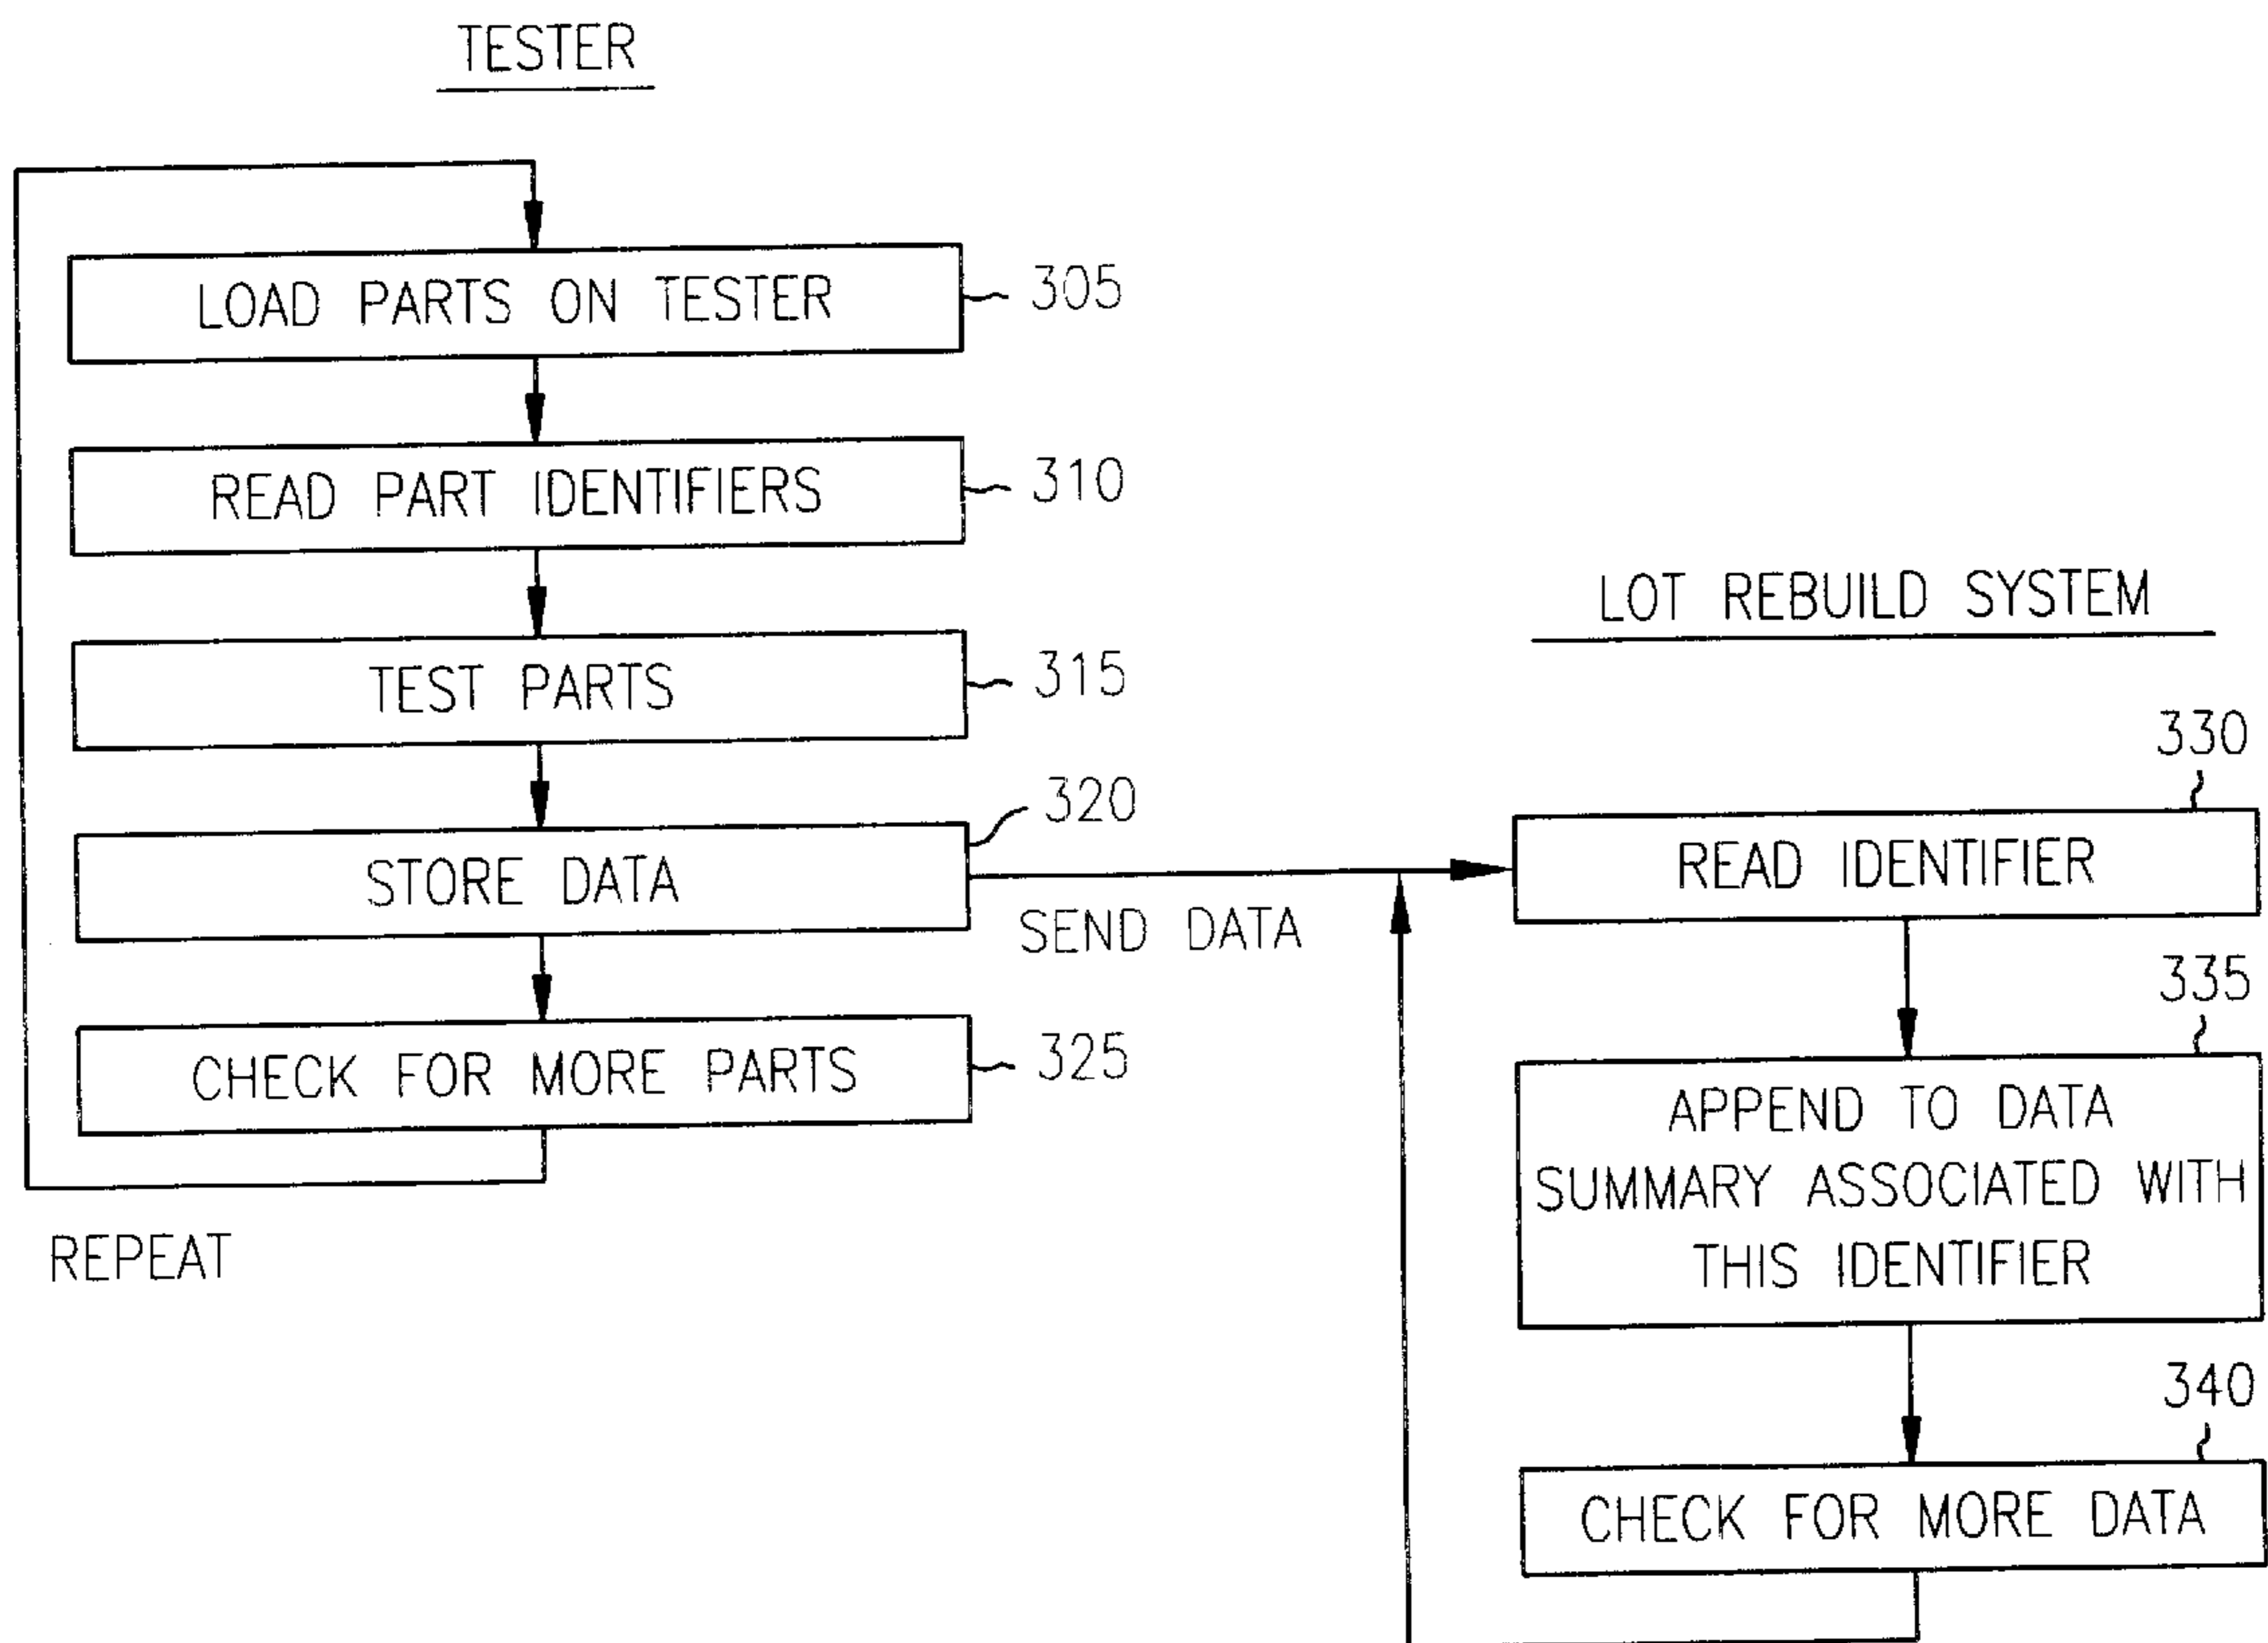 TESTER
LOAD PARTS ON TESTER
305
READ PART IDENTIFIERS
310
TEST PARTS
315
STORE DATA
320
SEND DATA
CHECK FOR MORE PARTS
325
REPEAT
LOT REBUILD SYSTEM
330
READ IDENTIFIER
335
APPEND TO DATA
SUMMARY ASSOCIATED WITH
THIS IDENTIFIER
340
CHECK FOR MORE DATA